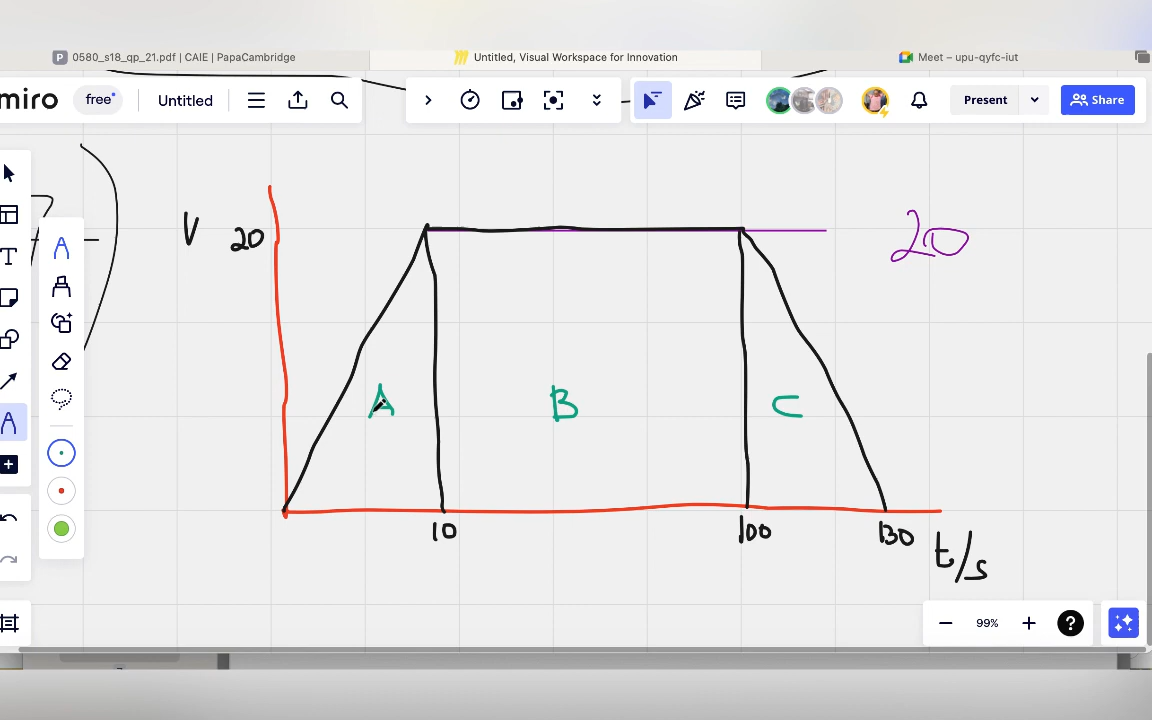 0580_s18_qp_21.pdf | CAIE | PapaCambridge
Untitled, Visual Workspace for Innovation
Meet – upu-qyfc-iut
miro
free
Untitled
Present
Share
V 20
20
A
B
C
10
100
130
t/s
99%